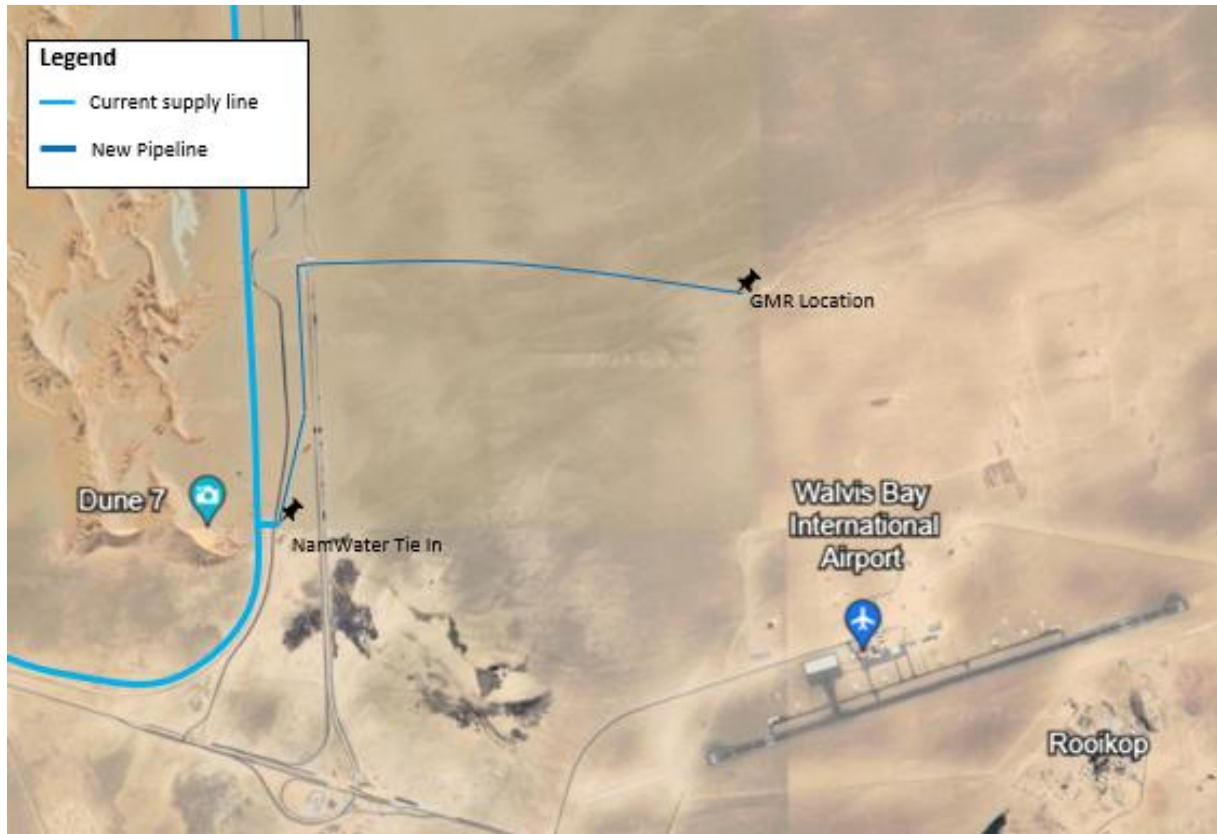 Legend
Current supply line
New Pipeline
GMR Location
Dune 7
NamWater Tie In
Walvis Bay
International
Airport
Rooikop